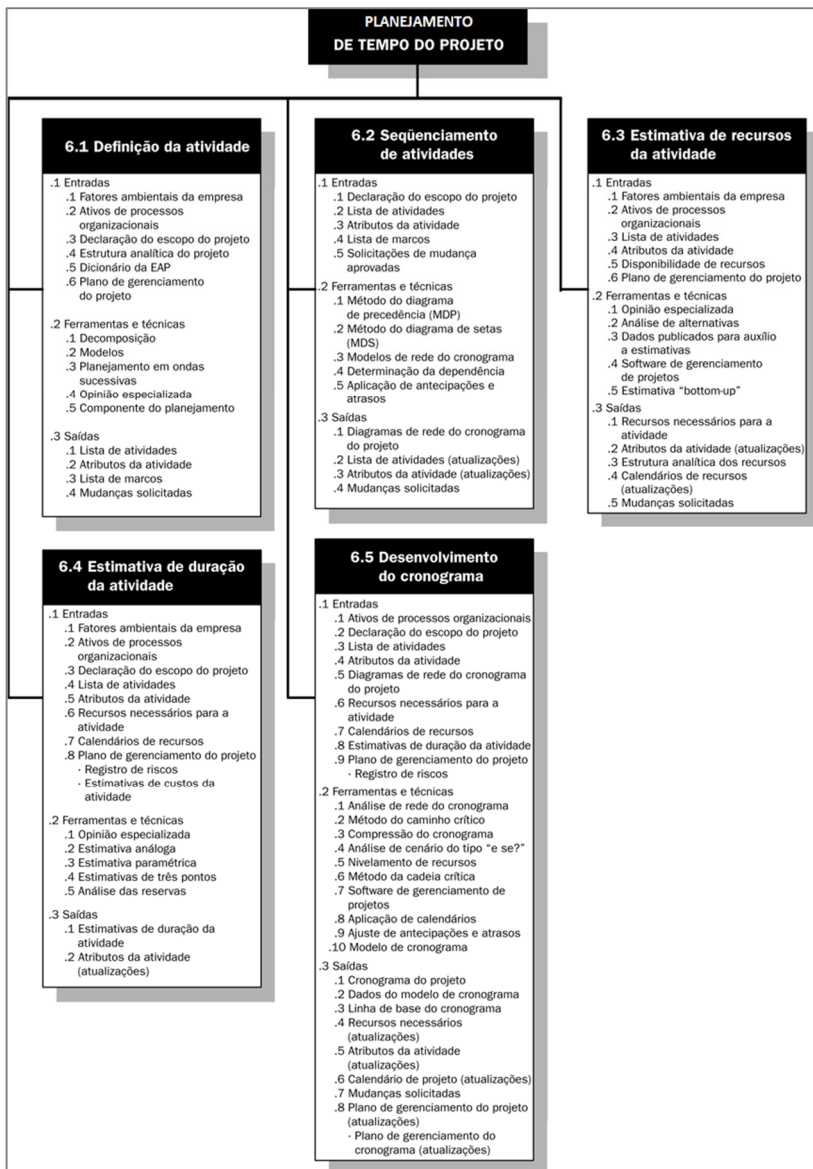 PLANEJAMENTO
DE TEMPO DO PROJETO
6.1 Definição da atividade
.1 Entradas
.1 Fatores ambientais da empresa
.2 Ativos de processos
organizacionais
.3 Declaração do escopo do projeto
.4 Estrutura analítica do projeto
.5 Dicionário da EAP
.6 Plano de gerenciamento
do projeto
.2 Ferramentas e técnicas
.1 Decomposição
.2 Modelos
.3 Planejamento em ondas
sucessivas
.4 Opinião especializada
.5 Componente do planejamento
.3 Saídas
.1 Lista de atividades
.2 Atributos da atividade
.3 Lista de marcos
.4 Mudanças solicitadas
6.2 Seqüenciamento
de atividades
.1 Entradas
.1 Declaração do escopo do projeto
.2 Lista de atividades
.3 Atributos da atividade
.4 Lista de marcos
.5 Solicitações de mudança
aprovadas
.2 Ferramentas e técnicas
.1 Método do diagrama
de precedência (MDP)
.2 Método do diagrama de setas
(MDS)
.3 Modelos de rede do cronograma
.4 Determinação da dependência
.5 Aplicação de antecipações e
atrasos
.3 Saídas
.1 Diagramas de rede do cronograma
do projeto
.2 Lista de atividades (atualizações)
.3 Atributos da atividade (atualizações)
.4 Mudanças solicitadas
6.3 Estimativa de recursos
da atividade
.1 Entradas
.1 Fatores ambientais da empresa
.2 Ativos de processos
organizacionais
.3 Lista de atividades
.4 Atributos da atividade
.5 Disponibilidade de recursos
.6 Plano de gerenciamento do projeto
.2 Ferramentas e técnicas
.1 Opinião especializada
.2 Análise de alternativas
.3 Dados publicados para auxílio
a estimativas
.4 Software de gerenciamento
de projetos
.5 Estimativa “bottom-up”
.3 Saídas
.1 Recursos necessários para a
atividade
.2 Atributos da atividade (atualizações)
.3 Estrutura analítica dos recursos
.4 Calendários de recursos
(atualizações)
.5 Mudanças solicitadas
6.4 Estimativa de duração
da atividade
.1 Entradas
.1 Fatores ambientais da empresa
.2 Ativos de processos
organizacionais
.3 Declaração do escopo do projeto
.4 Lista de atividades
.5 Atributos da atividade
.6 Recursos necessários para a
atividade
.7 Calendários de recursos
.8 Plano de gerenciamento do projeto
· Registro de riscos
· Estimativas de custos da
atividade
.2 Ferramentas e técnicas
.1 Opinião especializada
.2 Estimativa análoga
.3 Estimativa paramétrica
.4 Estimativas de três pontos
.5 Análise das reservas
.3 Saídas
.1 Estimativas de duração da
atividade
.2 Atributos da atividade
(atualizações)
6.5 Desenvolvimento
do cronograma
.1 Entradas
.1 Ativos de processos organizacionais
.2 Declaração do escopo do projeto
.3 Lista de atividades
.4 Atributos da atividade
.5 Diagramas de rede do cronograma
do projeto
.6 Recursos necessários para a
atividade
.7 Calendários de recursos
.8 Estimativas de duração da atividade
.9 Plano de gerenciamento do projeto
· Registro de riscos
.2 Ferramentas e técnicas
.1 Análise de rede do cronograma
.2 Método do caminho crítico
.3 Compressão do cronograma
.4 Análise de cenário do tipo “e se?”
.5 Nivelamento de recursos
.6 Método da cadeia crítica
.7 Software de gerenciamento de
projetos
.8 Aplicação de calendários
.9 Ajuste de antecipações e atrasos
.10 Modelo de cronograma
.3 Saídas
.1 Cronograma do projeto
.2 Dados do modelo de cronograma
.3 Linha de base do cronograma
.4 Recursos necessários
(atualizações)
.5 Atributos da atividade
(atualizações)
.6 Calendário de projeto (atualizações)
.7 Mudanças solicitadas
.8 Plano de gerenciamento do projeto
(atualizações)
· Plano de gerenciamento do
cronograma (atualizações)